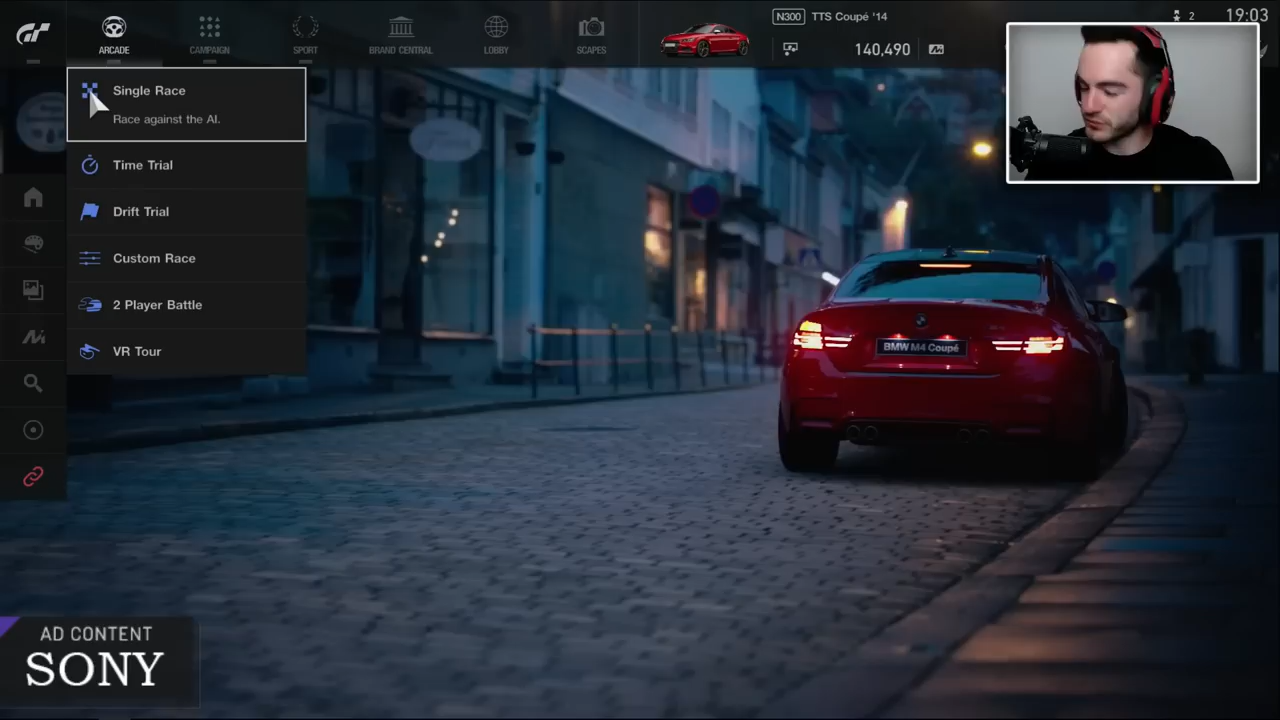 ARCADE
CAMPAIGN
SPORT
BRAND CENTRAL
LOBBY
SCAPES
N300 TTS Coupé '14
140,490
2
19:03
Single Race
Race against the AI.
Time Trial
Drift Trial
Custom Race
2 Player Battle
VR Tour
BMW M4 Coupé
AD CONTENT
SONY